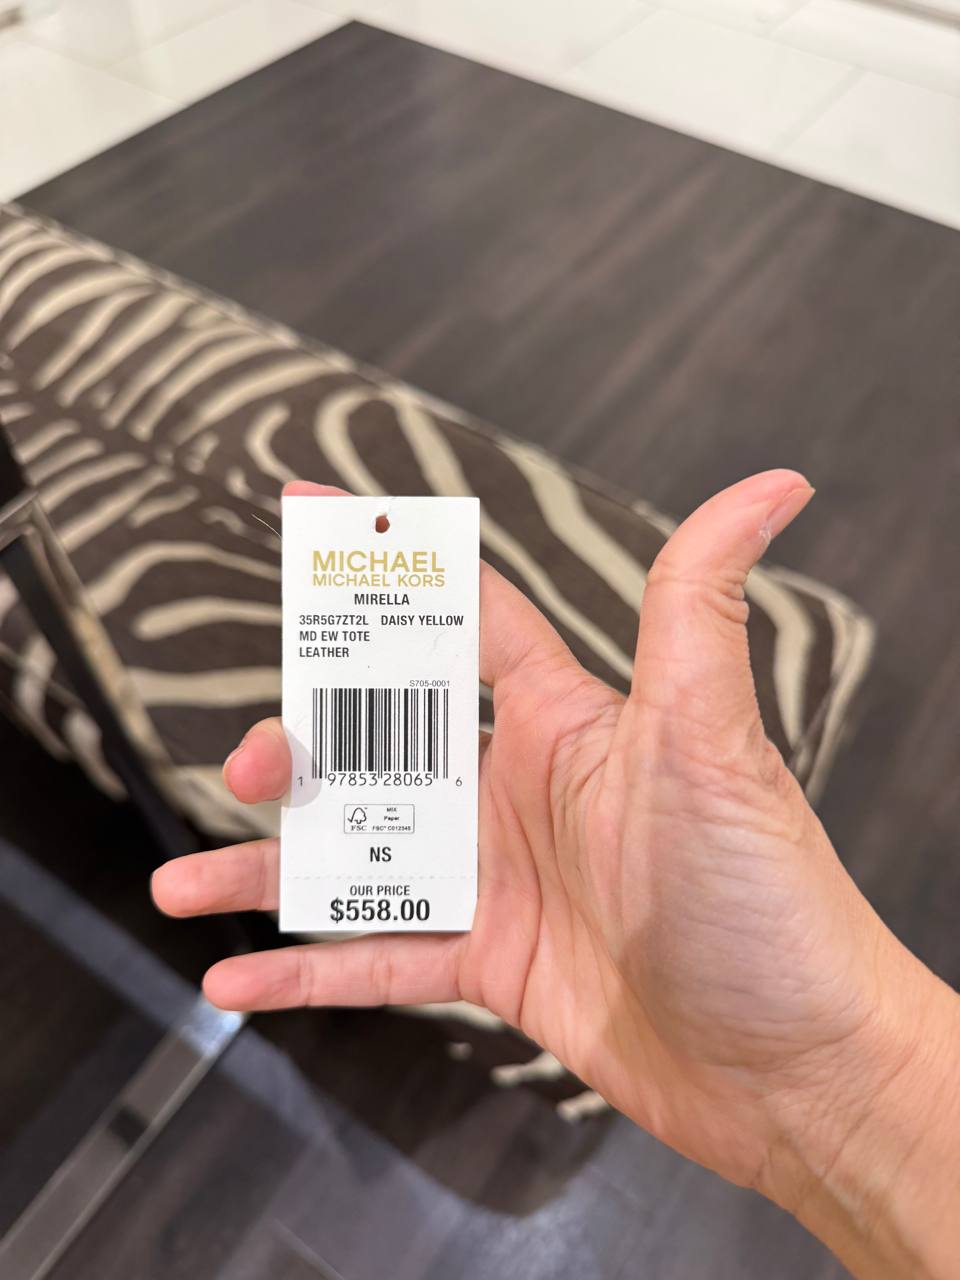 MICHAEL
MICHAEL KORS
MIRELLA
35R5G7ZT2L DAISY YELLOW
MD EW TOTE
LEATHER
S705-0001
1 97853 28065 6
MIX
Paper
FSC FSC® C012345
NS
OUR PRICE
$558.00